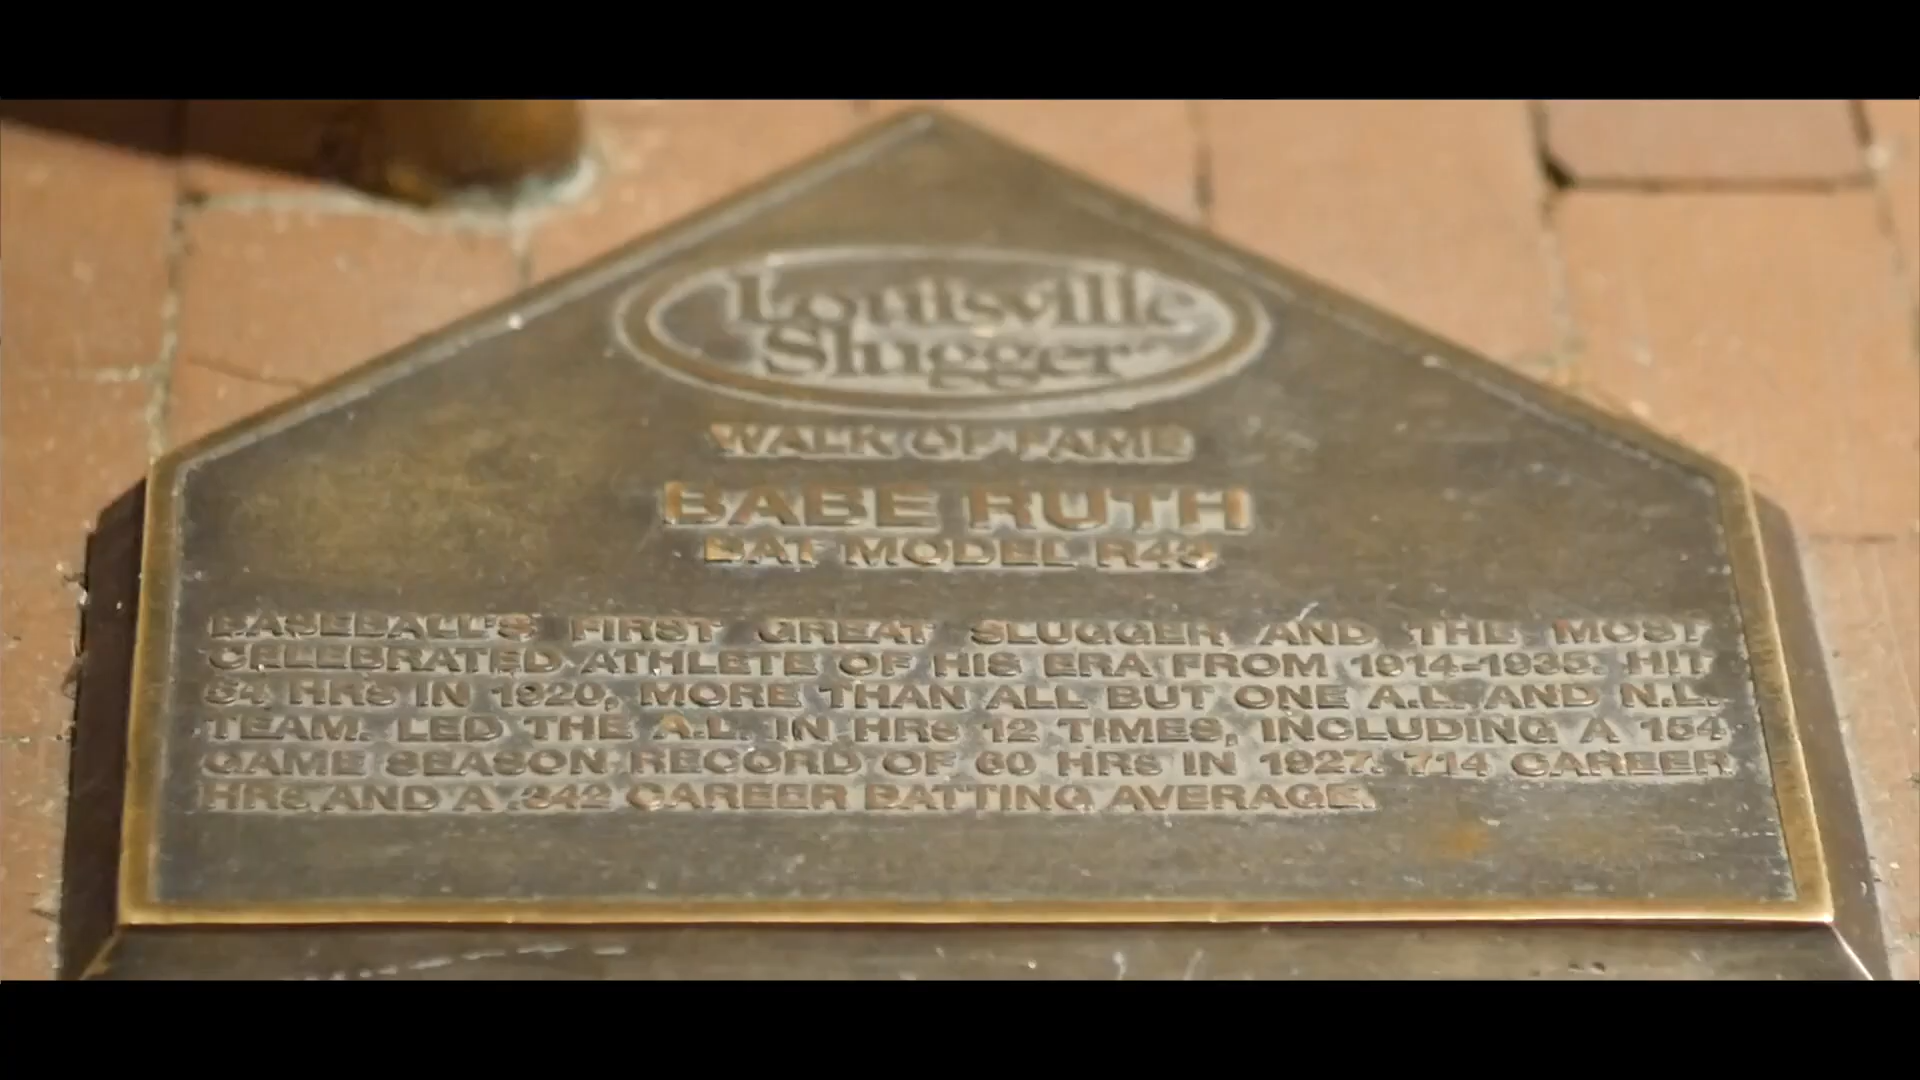 Louisville
Slugger
WALK OF FAME
BABE RUTH
BAT MODEL R43
BASEBALL'S FIRST GREAT SLUGGER AND THE MOST
CELEBRATED ATHLETE OF HIS ERA FROM 1914-1935. HIT
54 HRs IN 1920, MORE THAN ALL BUT ONE A.L. AND N.L.
TEAM. LED THE A.L. IN HRs 12 TIMES, INCLUDING A 154
GAME SEASON RECORD OF 60 HRs IN 1927. 714 CAREER
HRs AND A .342 CAREER BATTING AVERAGE.